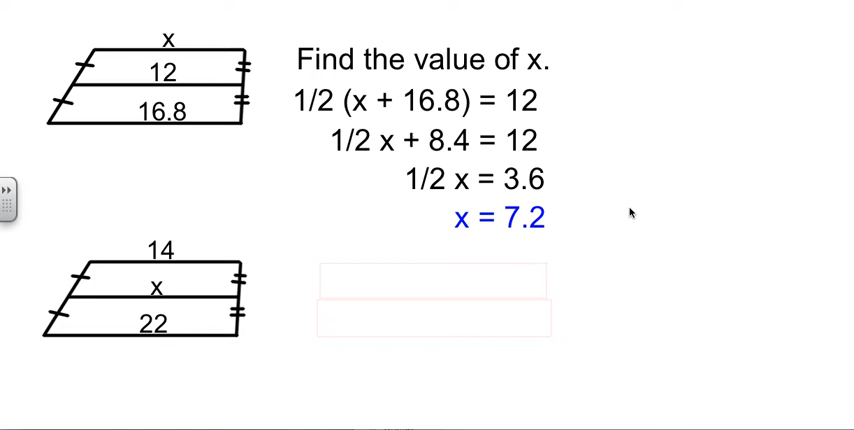 x
12
16.8
Find the value of x.
1/2 (x + 16.8) = 12
1/2 x + 8.4 = 12
1/2 x = 3.6
x = 7.2
14
x
22